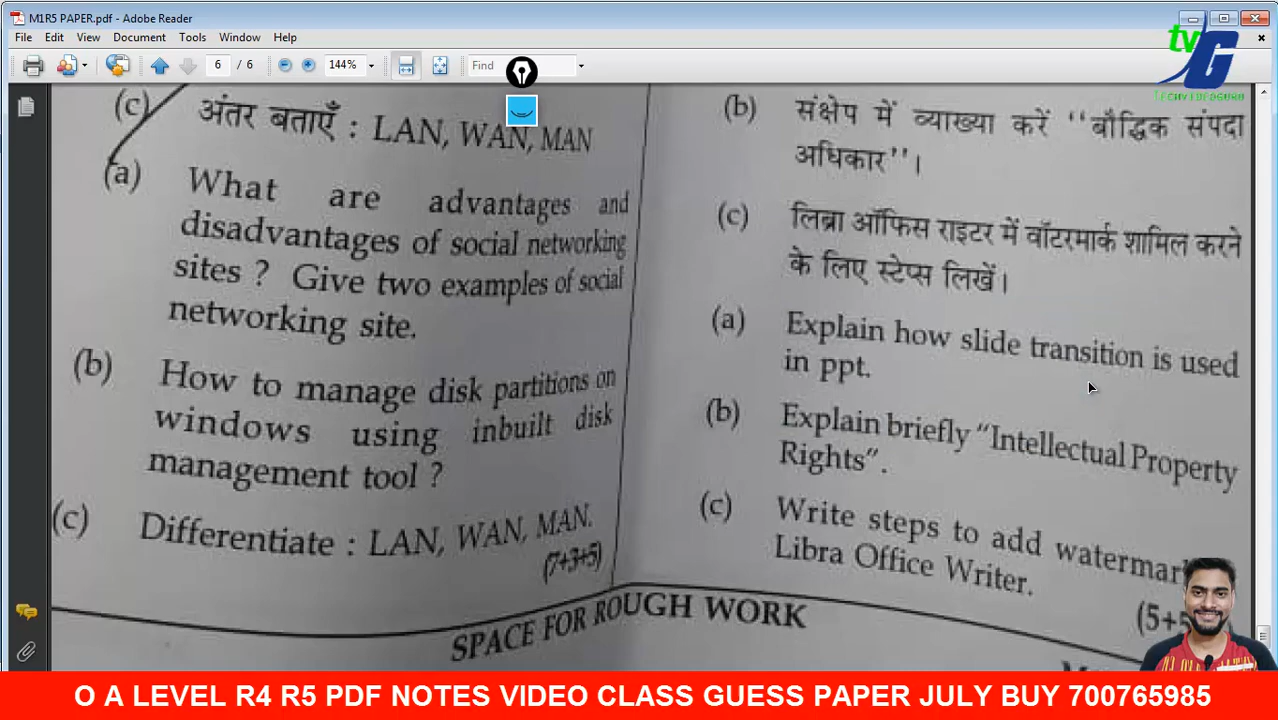 M1R5 PAPER.pdf - Adobe Reader
File Edit View Document Tools Window Help
6 / 6 144% Find
tvG
TECHVIDEOGURU
(c) अंतर बताएँ : LAN, WAN, MAN
(a) What are advantages and
disadvantages of social networking
sites ? Give two examples of social
networking site.
(b) How to manage disk partitions on
windows using inbuilt disk
management tool ?
(c) Differentiate : LAN, WAN, MAN.
(7+3+5)
(b) संक्षेप में व्याख्या करें ‘‘बौद्धिक संपदा
अधिकार’’।
(c) लिब्रा ऑफिस राइटर में वॉटरमार्क शामिल करने
के लिए स्टेप्स लिखें।
(a) Explain how slide transition is used
in ppt.
(b) Explain briefly “Intellectual Property
Rights”.
(c) Write steps to add
Libra Office Writer.
SPACE FOR ROUGH WORK
O A LEVEL R4 R5 PDF NOTES VIDEO CLASS GUESS PAPER JULY BUY 700765985